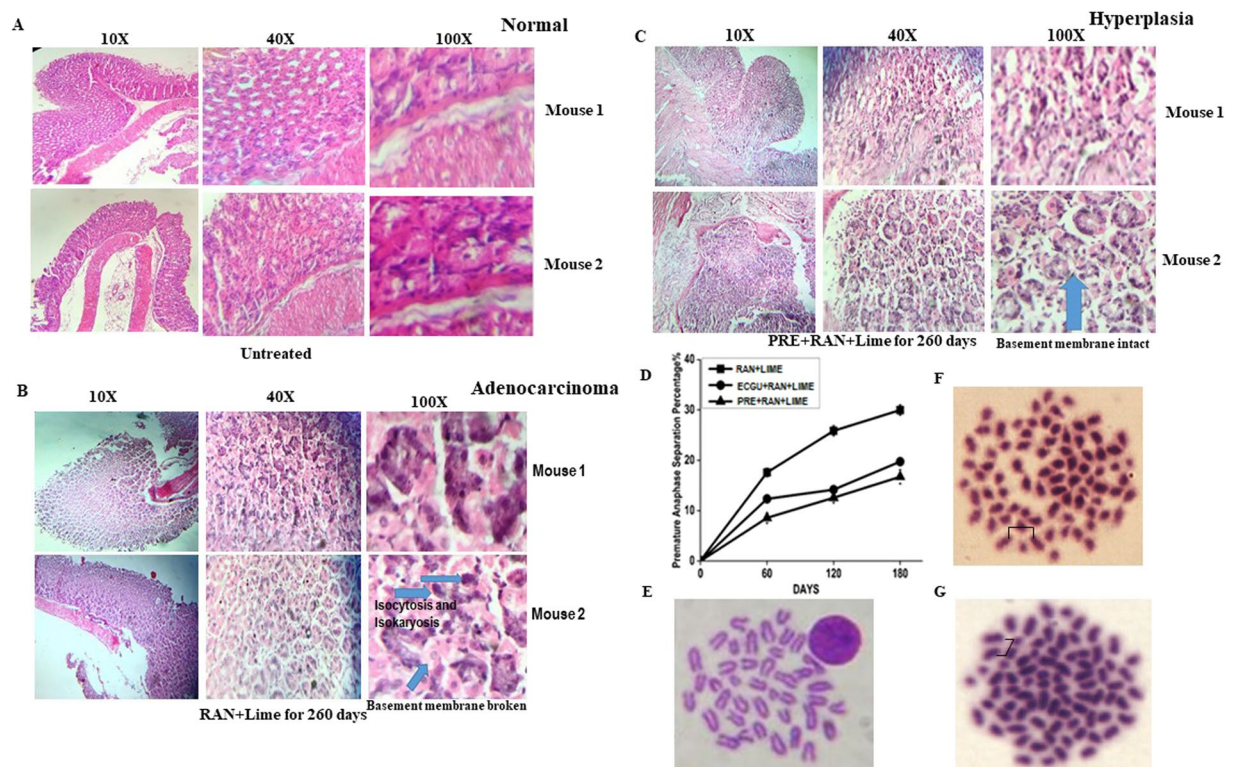 A
Normal
10X
40X
100X
Mouse 1
Mouse 2
Untreated
B
Adenocarcinoma
10X
40X
100X
Mouse 1
Isocytosis and
Isokaryosis
Mouse 2
Basement membrane broken
RAN+Lime for 260 days
Hyperplasia
C
10X
40X
100X
Mouse 1
Mouse 2
PRE+RAN+Lime for 260 days
Basement membrane intact
D
Premature Anaphase Separation Percentage%
40
30
20
10
0
RAN+LIME
ECGU+RAN+LIME
PRE+RAN+LIME
0
60
120
180
DAYS
E
F
G